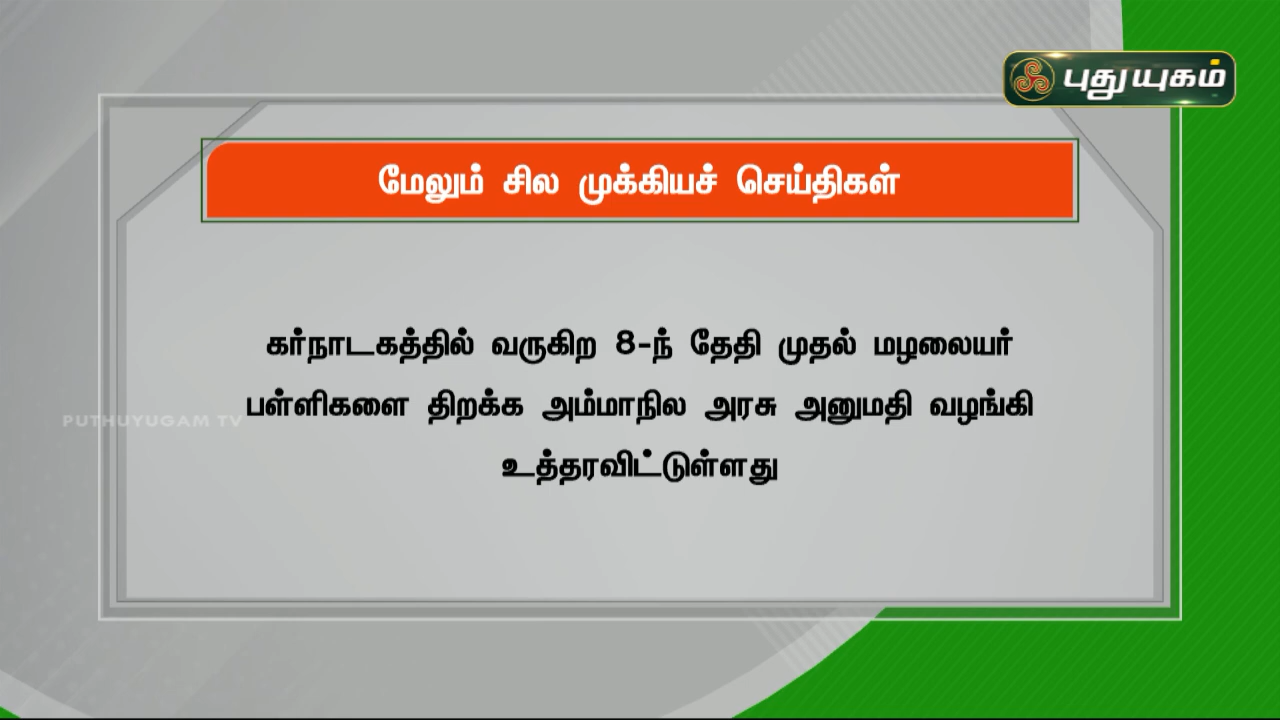 புதுயுகம்
மேலும் சில முக்கியச் செய்திகள்
கர்நாடகத்தில் வருகிற 8-ந் தேதி முதல் மழலையர்
பள்ளிகளை திறக்க அம்மாநில அரசு அனுமதி வழங்கி
PUTHUYUGAM TV
உத்தரவிட்டுள்ளது